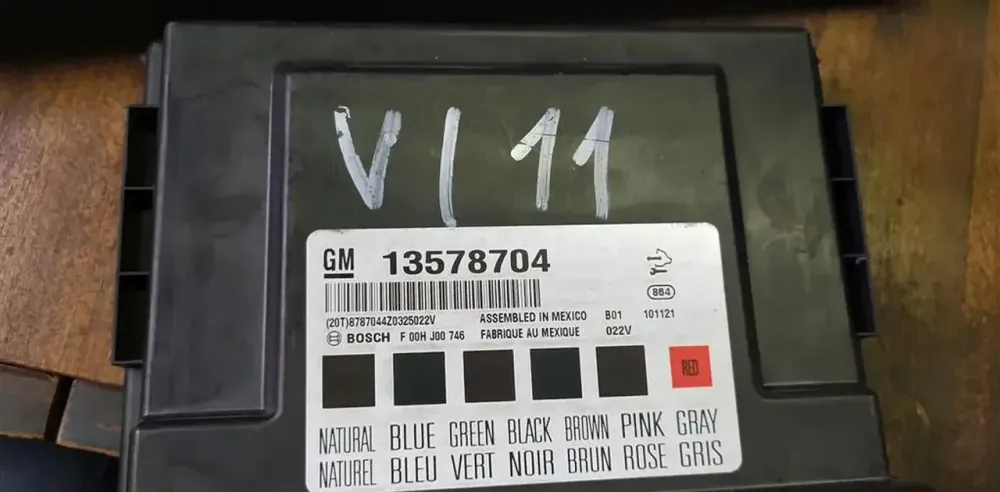 V/11
GM 13578704
864
(20T)8787044Z0325022V ASSEMBLED IN MEXICO B01 101121
BOSCH F 00H J00 746 FABRIQUE AU MEXIQUE 022V
RED
NATURAL BLUE GREEN BLACK BROWN PINK GRAY
NATUREL BLEU VERT NOIR BRUN ROSE GRIS